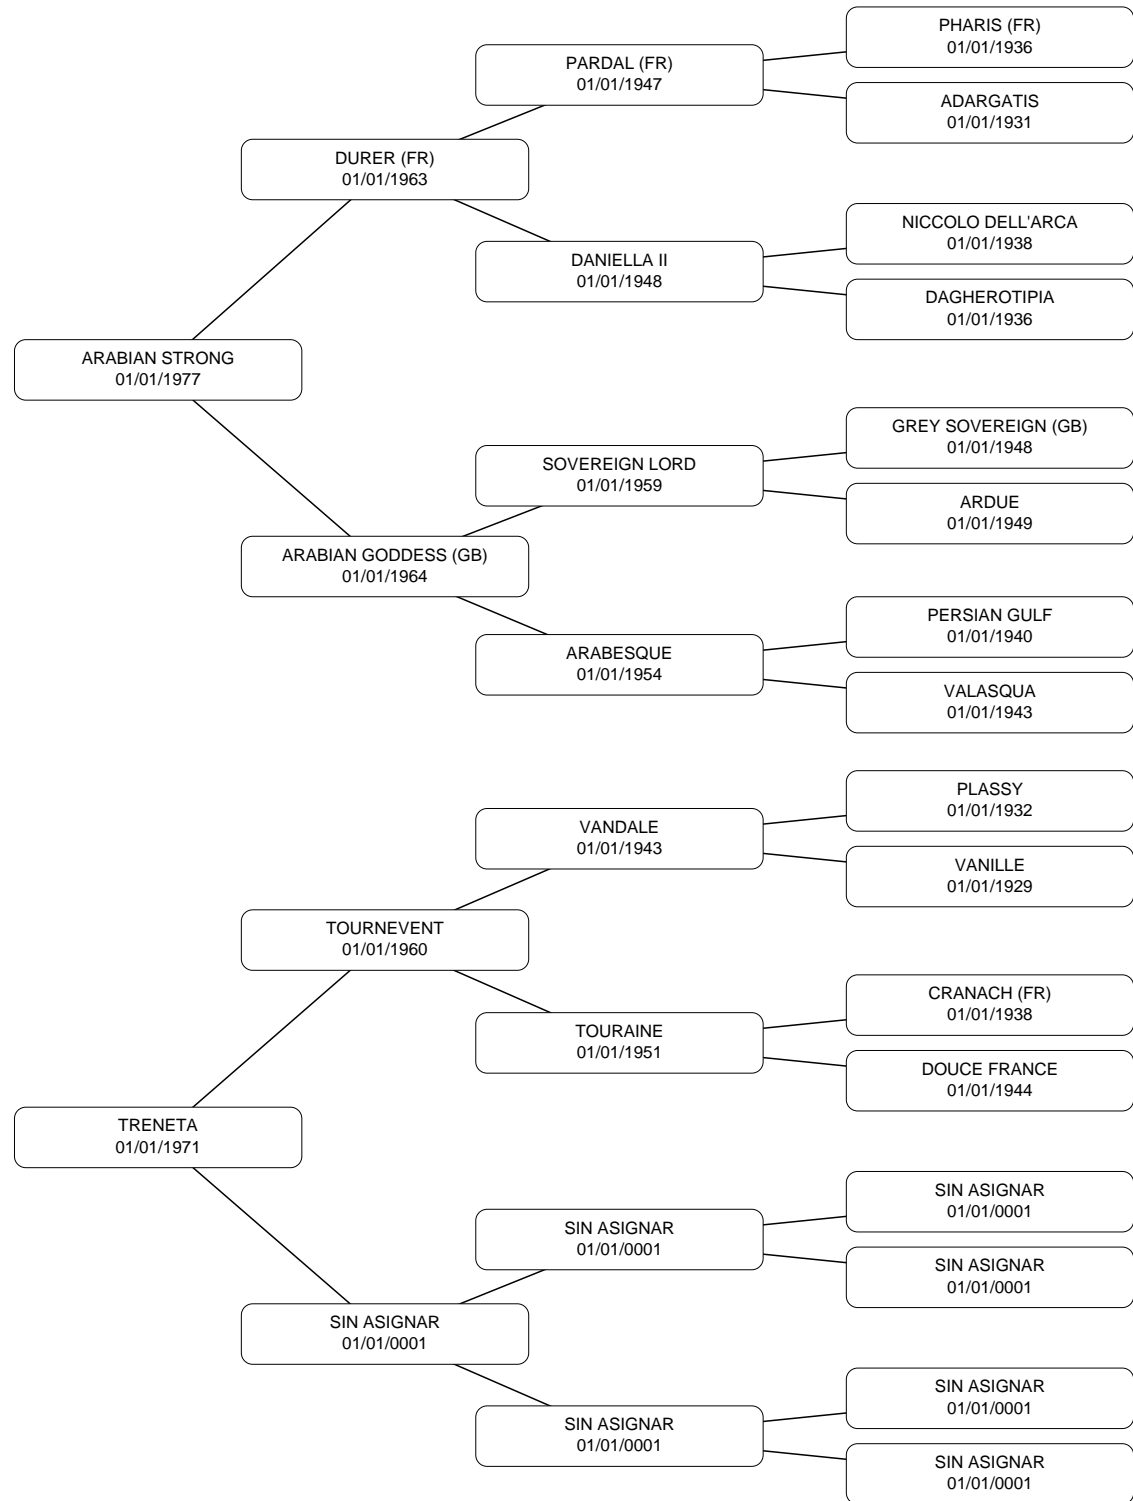 PHARIS (FR)
01/01/1936
PARDAL (FR)
01/01/1947
ADARGATIS
01/01/1931
DURER (FR)
01/01/1963
NICCOLO DELL'ARCA
01/01/1938
DANIELLA II
01/01/1948
DAGHEROTIPIA
01/01/1936
ARABIAN STRONG
01/01/1977
GREY SOVEREIGN (GB)
01/01/1948
SOVEREIGN LORD
01/01/1959
ARDUE
01/01/1949
ARABIAN GODDESS (GB)
01/01/1964
PERSIAN GULF
01/01/1940
ARABESQUE
01/01/1954
VALASQUA
01/01/1943
PLASSY
01/01/1932
VANDALE
01/01/1943
VANILLE
01/01/1929
TOURNEVENT
01/01/1960
CRANACH (FR)
01/01/1938
TOURAINE
01/01/1951
DOUCE FRANCE
01/01/1944
TRENETA
01/01/1971
SIN ASIGNAR
01/01/0001
SIN ASIGNAR
01/01/0001
SIN ASIGNAR
01/01/0001
SIN ASIGNAR
01/01/0001
SIN ASIGNAR
01/01/0001
SIN ASIGNAR
01/01/0001
SIN ASIGNAR
01/01/0001